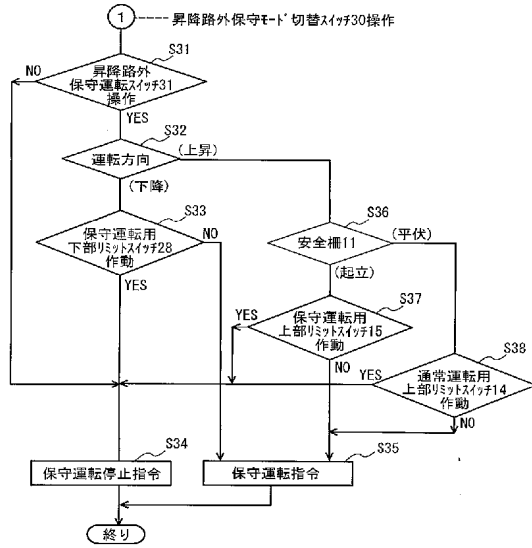 1
昇降路外保守モード切替スイッチ30操作
S31
NO
昇降路外
保守運転スイッチ31
操作
YES
S32
運転方向
(上昇)
(下降)
S33
保守運転用
下部リミットスイッチ28
作動
NO
YES
S36
安全柵11
(平伏)
(起立)
S37
YES
保守運転用
上部リミットスイッチ15
作動
NO
S38
YES
通常運転用
上部リミットスイッチ14
作動
NO
S34
保守運転停止指令
S35
保守運転指令
終り